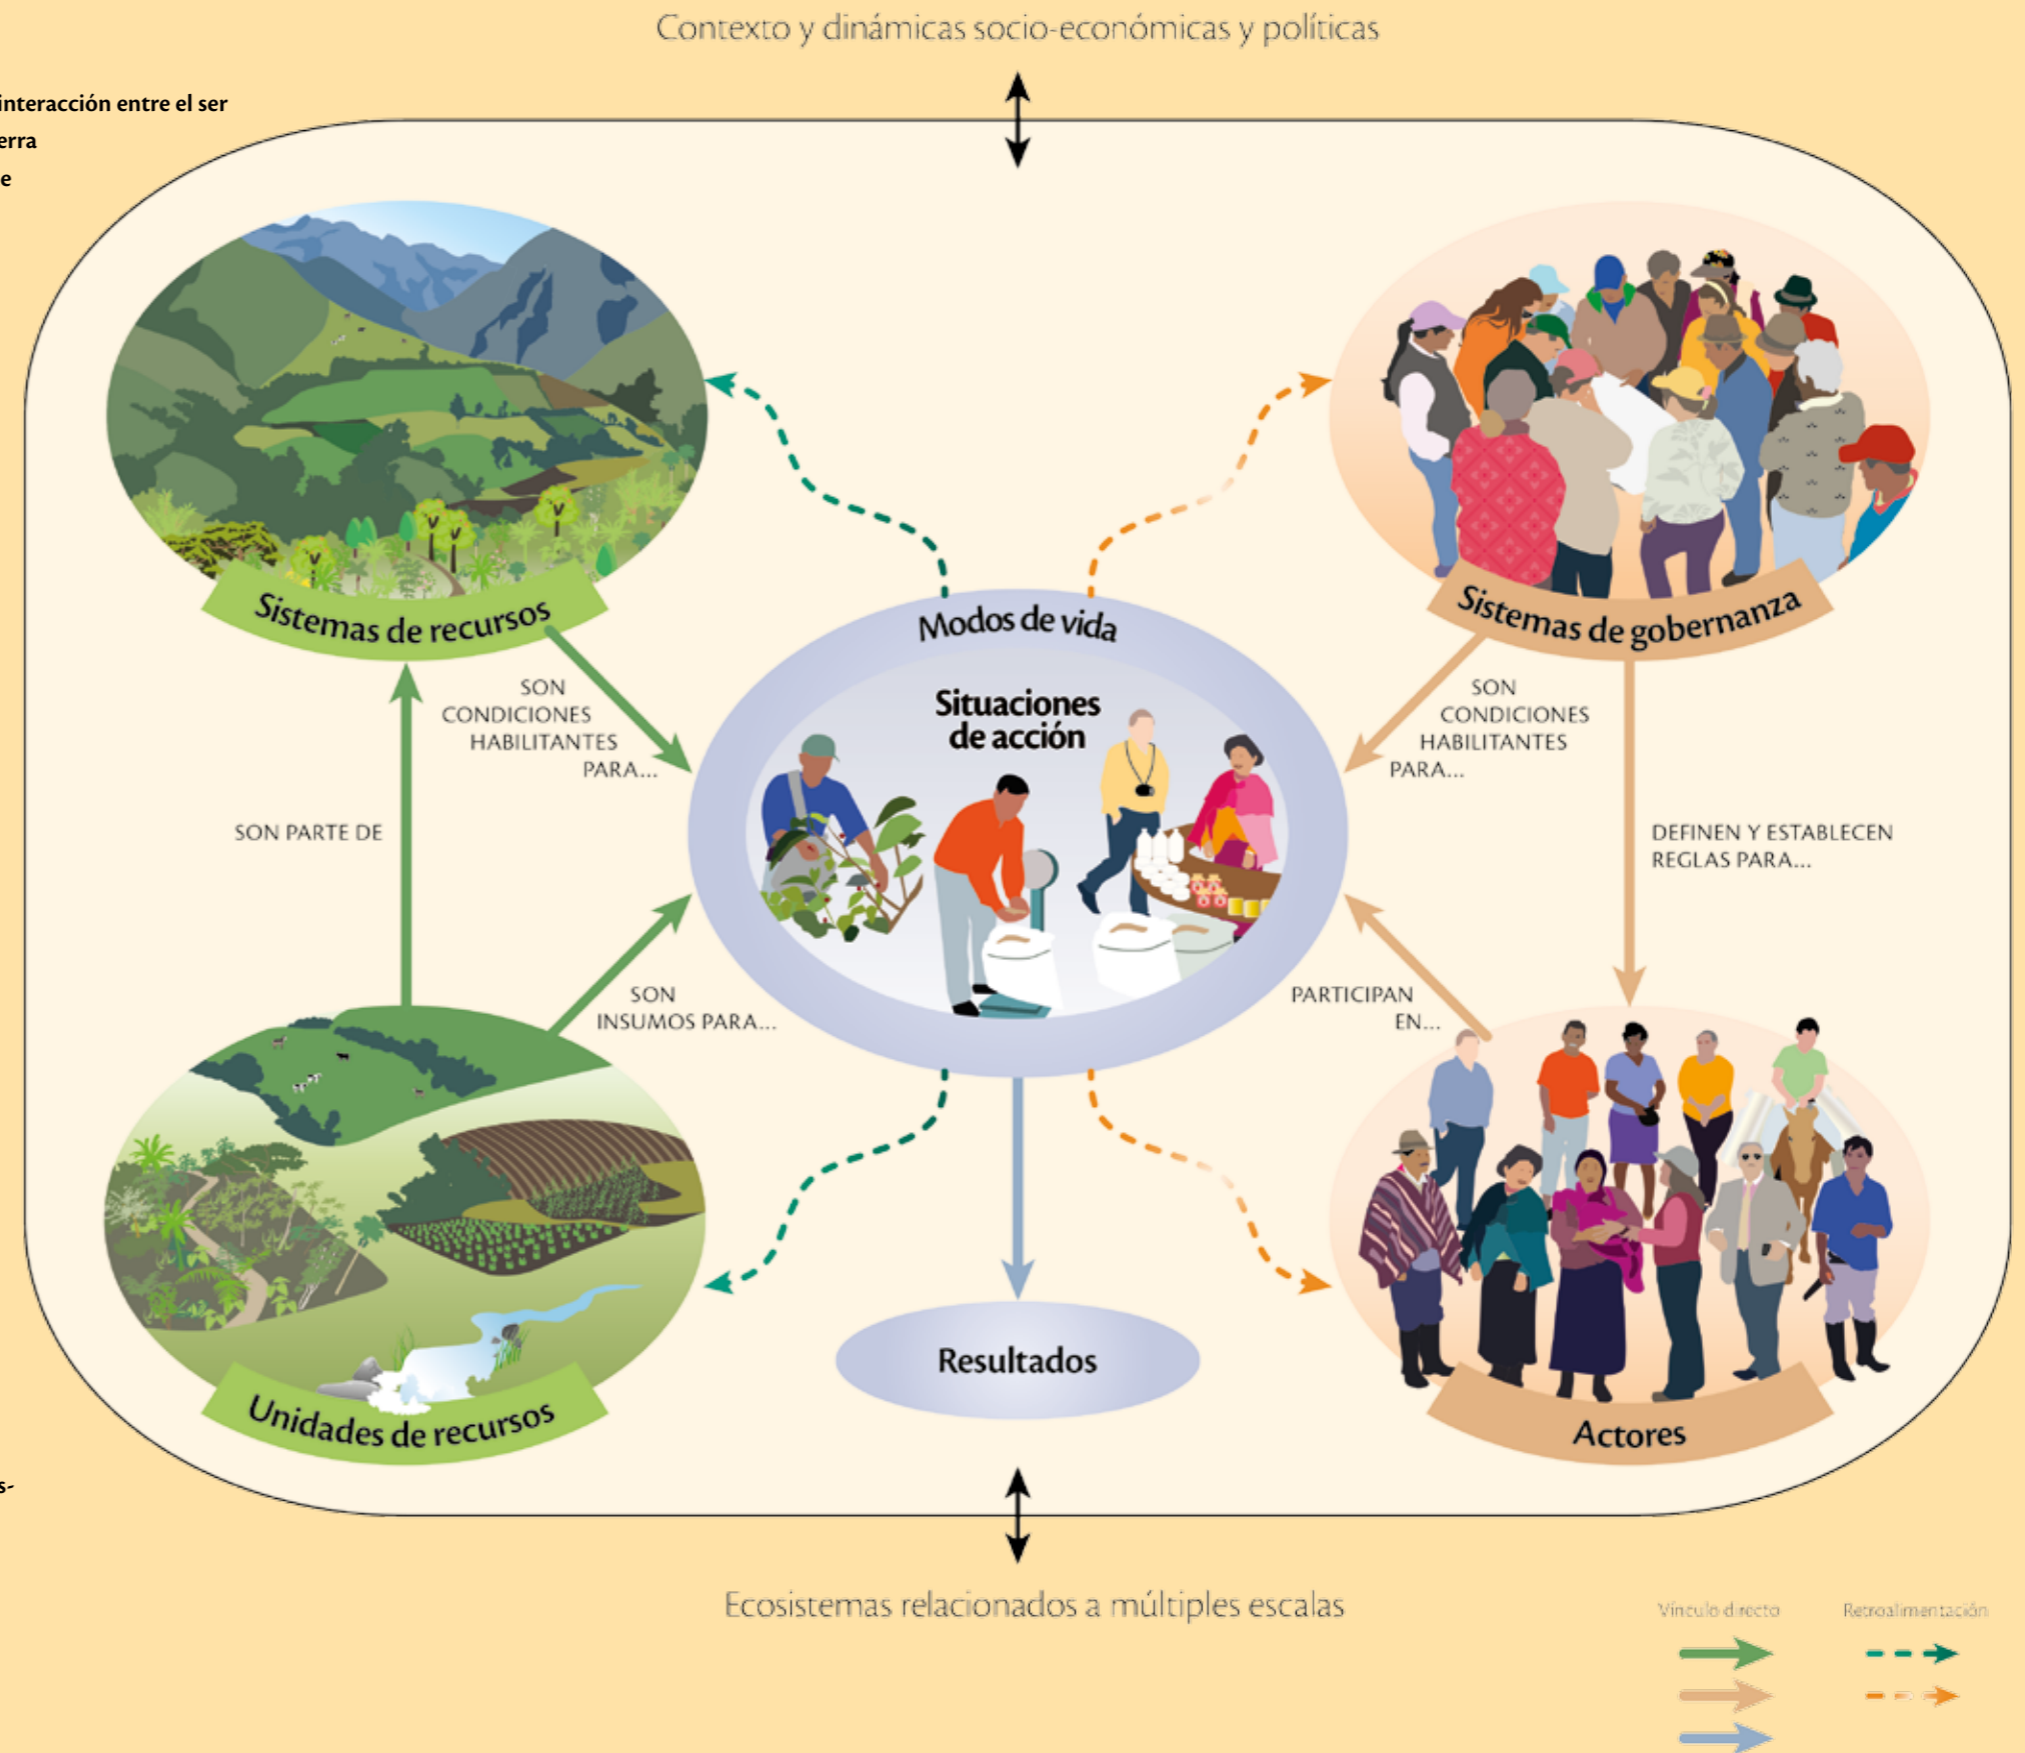 Contexto y dinámicas socio-económicas y políticas
interacción entre el ser
Sistemas de recursos
Sistemas de gobernanza
Modos de vida
Situaciones
de acción
SON
CONDICIONES
HABILITANTES
PARA...
SON
CONDICIONES
HABILITANTES
PARA...
SON PARTE DE
DEFINEN Y ESTABLECEN
REGLAS PARA...
SON
INSUMOS PARA...
PARTICIPAN
EN...
Resultados
Unidades de recursos
Actores
Ecosistemas relacionados a múltiples escalas
Vínculo directo
Retroalimentación